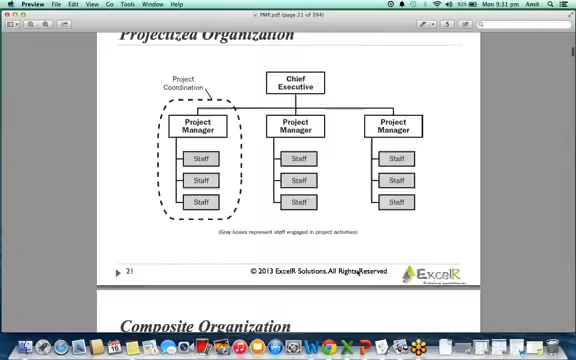 Preview File Edit View Go Tools Window Help
92% Mon 9:31 pm Amit
PMP.pdf (page 21 of 394)
Projectized Organization
Project
Coordination
Chief
Executive
Project
Manager
Project
Manager
Project
Manager
Staff
Staff
Staff
Staff
Staff
Staff
Staff
Staff
Staff
(Gray boxes represent staff engaged in project activities)
21
© 2013 ExcelR Solutions. All Rights Reserved
ExcelR
Composite Organization